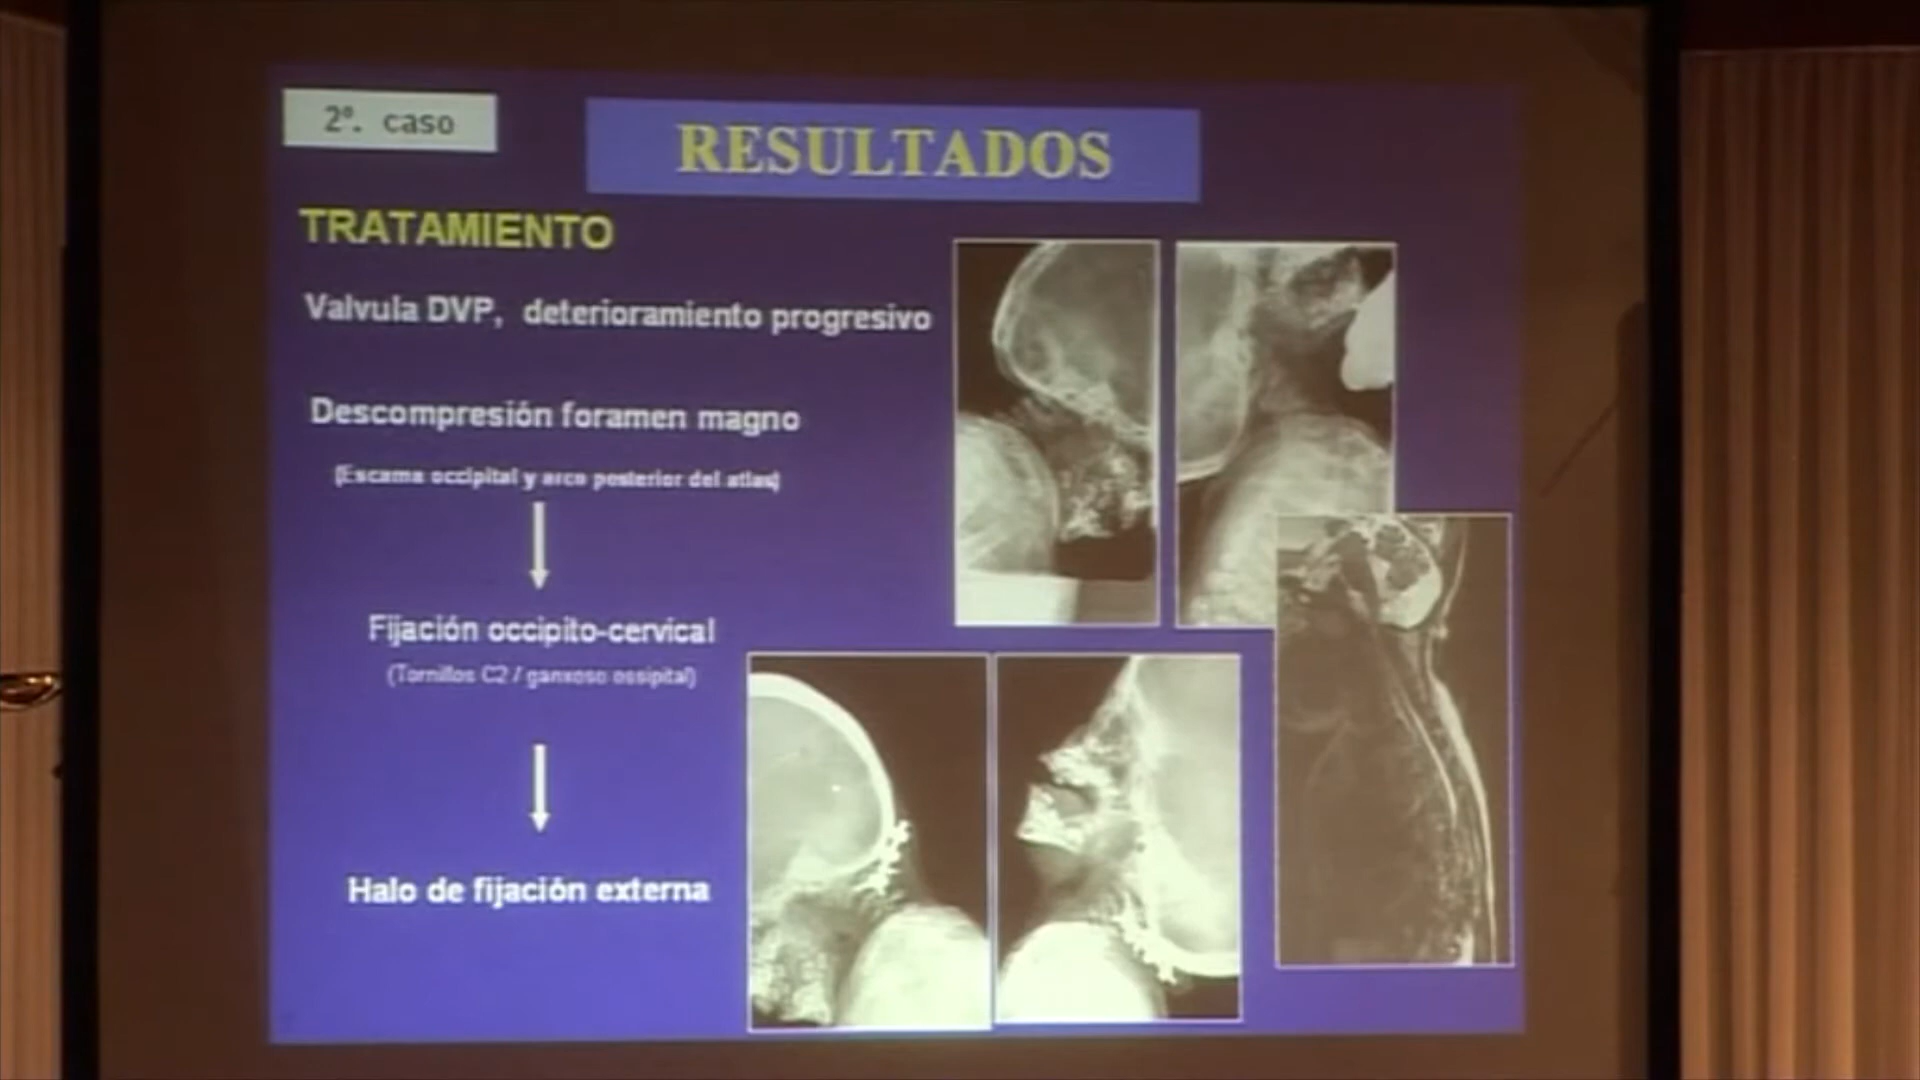 2º. caso
RESULTADOS
TRATAMIENTO
Valvula DVP, deterioramiento progresivo
Descompresión foramen magno
(Escama occipital y arco posterior del atlas)
Fijación occipito-cervical
(Tornillos C2 / ganxoso ossipital)
Halo de fijación externa